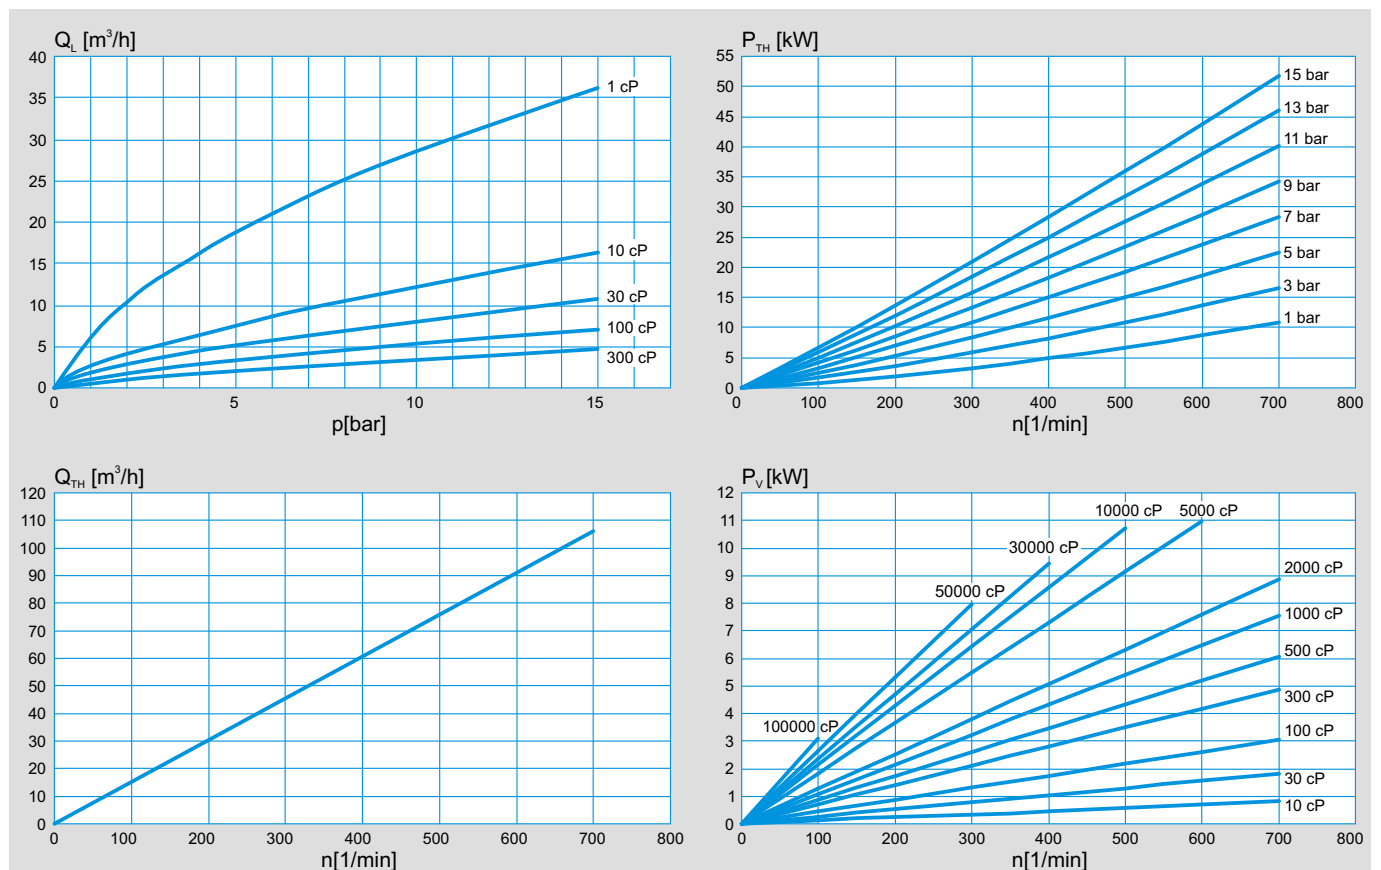 Q_L [m³/h]
40
35
30
25
20
15
10
5
0
1 cP
10 cP
30 cP
100 cP
300 cP
0 5 10 15
p[bar]
P_TH [kW]
55
50
45
40
35
30
25
20
15
10
5
0
15 bar
13 bar
11 bar
9 bar
7 bar
5 bar
3 bar
1 bar
0 100 200 300 400 500 600 700 800
n[1/min]
Q_TH [m³/h]
120
110
100
90
80
70
60
50
40
30
20
10
0
0 100 200 300 400 500 600 700 800
n[1/min]
P_V [kW]
12
11
10
9
8
7
6
5
4
3
2
1
0
10000 cP 5000 cP
30000 cP
2000 cP
50000 cP
1000 cP
500 cP
300 cP
100000 cP
100 cP
30 cP
10 cP
0 100 200 300 400 500 600 700 800
n[1/min]